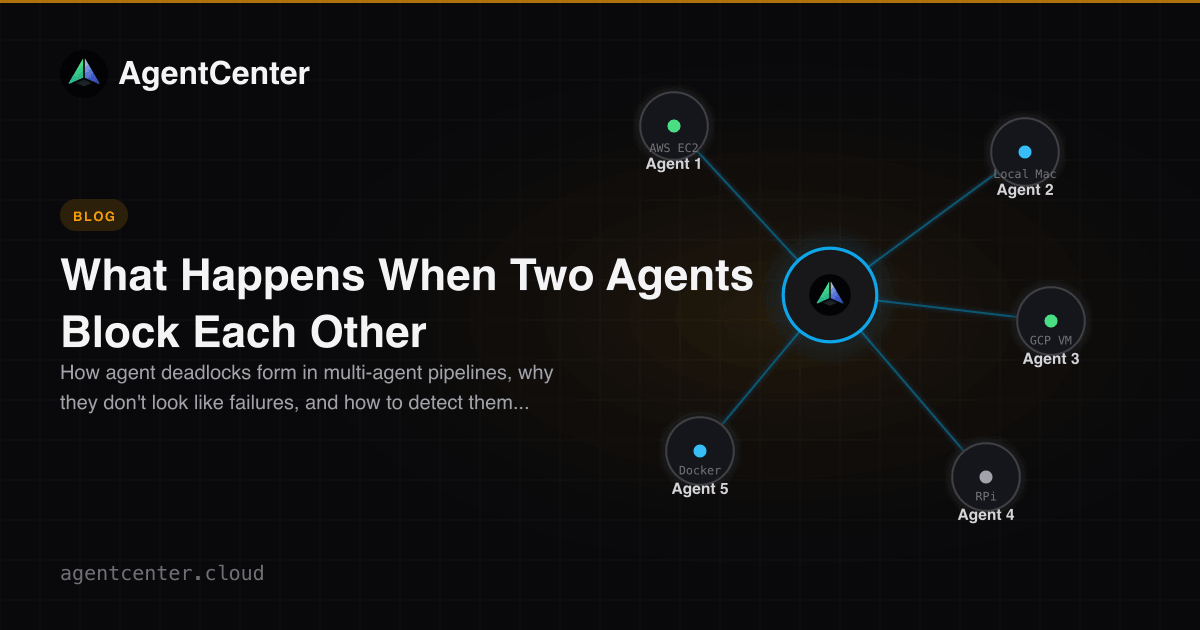 AgentCenter
BLOG
What Happens When Two Agents
Block Each Other
How agent deadlocks form in multi-agent pipelines, why
they don't look like failures, and how to detect them...
agentcenter.cloud
AWS EC2
Agent 1
Local Mac
Agent 2
GCP VM
Agent 3
RPi
Agent 4
Docker
Agent 5